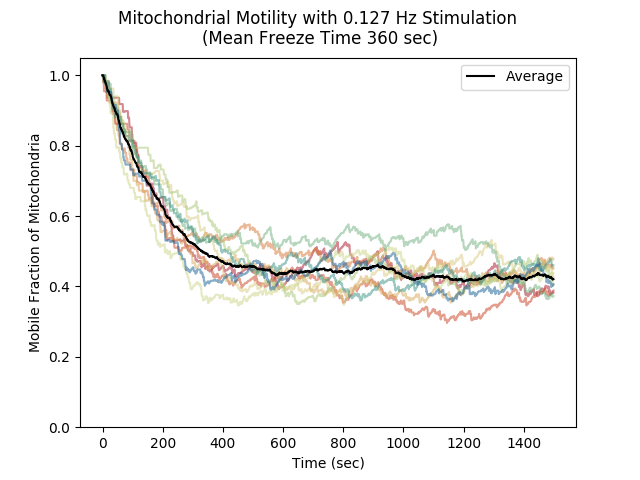 Mitochondrial Motility with 0.127 Hz Stimulation
(Mean Freeze Time 360 sec)
Average
1.0
0.8
0.6
0.4
0.2
0.0
Mobile Fraction of Mitochondria
0 200 400 600 800 1000 1200 1400
Time (sec)